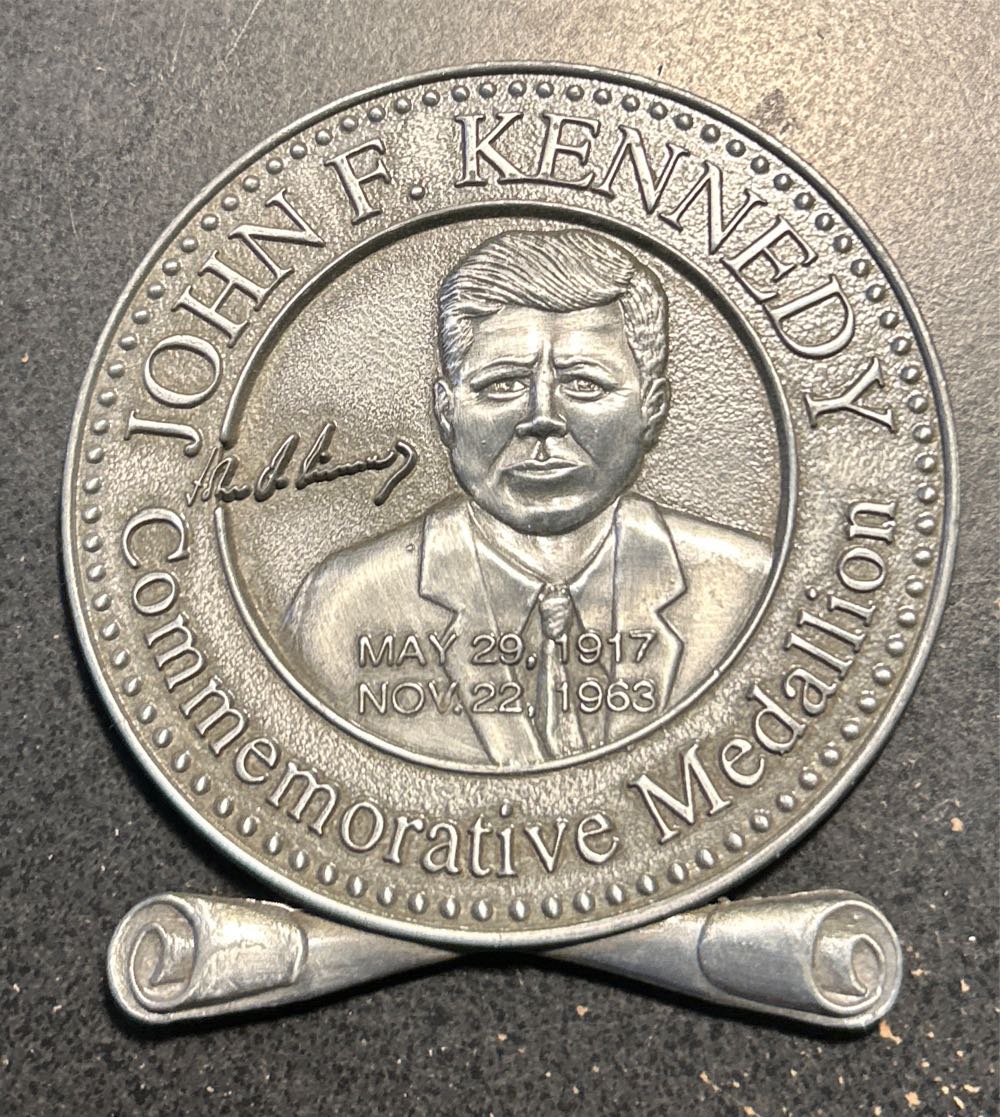 JOHN F. KENNEDY
MAY 29, 1917
NOV. 22, 1963
Commemorative Medallion